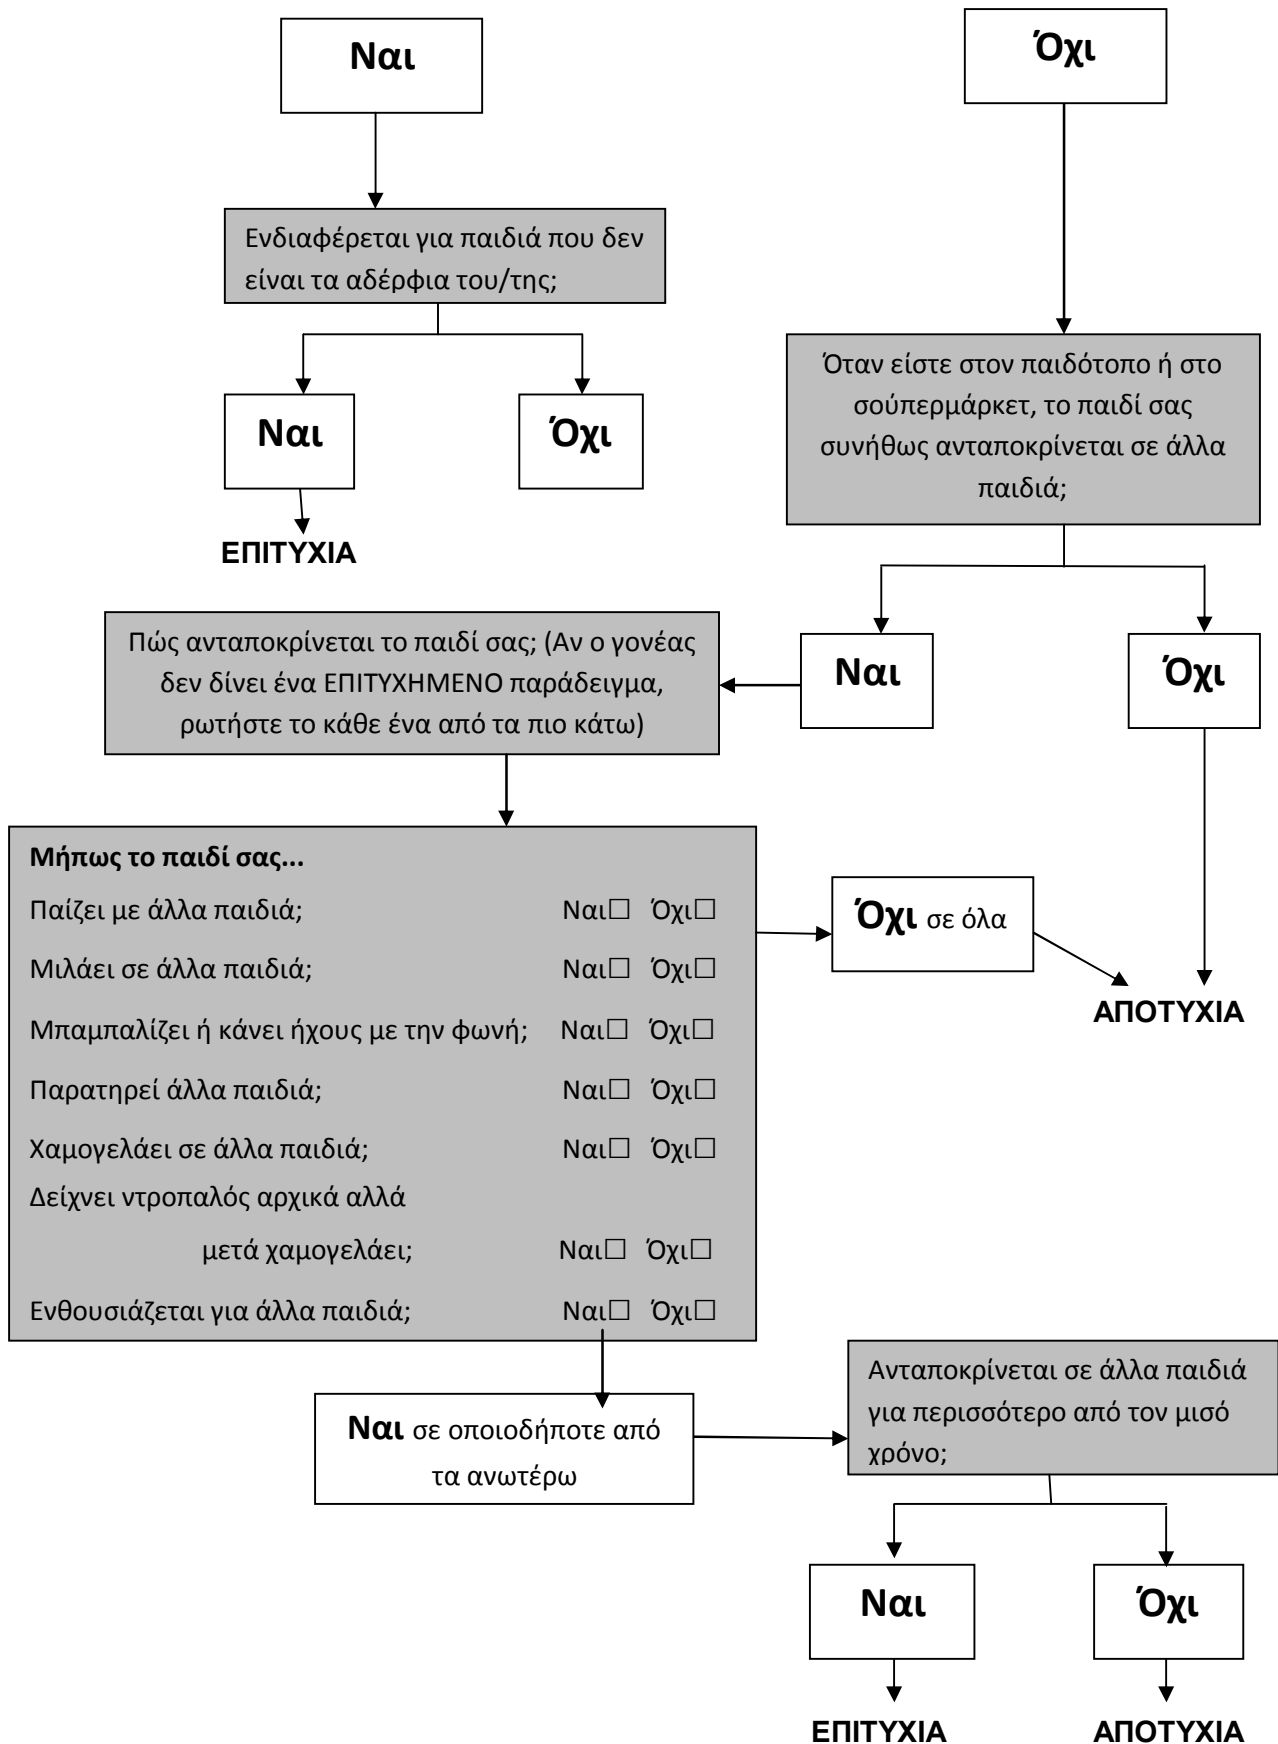 Ναι
Όχι
Ενδιαφέρεται για παιδιά που δεν
είναι τα αδέρφια του/της;
Όταν είστε στον παιδότοπο ή στο
σούπερμάρκετ, το παιδί σας
συνήθως ανταποκρίνεται σε άλλα
παιδιά;
Ναι
Όχι
ΕΠΙΤΥΧΙΑ
Πώς ανταποκρίνεται το παιδί σας; (Αν ο γονέας
δεν δίνει ένα ΕΠΙΤΥΧΗΜΕΝΟ παράδειγμα,
ρωτήστε το κάθε ένα από τα πιο κάτω)
Ναι
Όχι
Μήπως το παιδί σας...
Παίζει με άλλα παιδιά; Ναι☐ Όχι☐
Μιλάει σε άλλα παιδιά; Ναι☐ Όχι☐
Μπαμπαλίζει ή κάνει ήχους με την φωνή; Ναι☐ Όχι☐
Παρατηρεί άλλα παιδιά; Ναι☐ Όχι☐
Χαμογελάει σε άλλα παιδιά; Ναι☐ Όχι☐
Δείχνει ντροπαλός αρχικά αλλά
μετά χαμογελάει; Ναι☐ Όχι☐
Ενθουσιάζεται για άλλα παιδιά; Ναι☐ Όχι☐
Όχι σε όλα
ΑΠΟΤΥΧΙΑ
Ναι σε οποιοδήποτε από
τα ανωτέρω
Ανταποκρίνεται σε άλλα παιδιά
για περισσότερο από τον μισό
χρόνο;
Ναι
Όχι
ΕΠΙΤΥΧΙΑ
ΑΠΟΤΥΧΙΑ